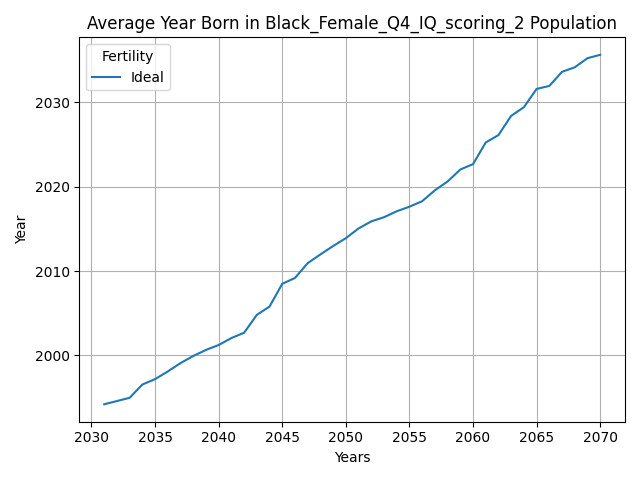 Average Year Born in Black_Female_Q4_IQ_scoring_2 Population
Fertility
Ideal
Year
2030
2020
2010
2000
2030 2035 2040 2045 2050 2055 2060 2065 2070
Years